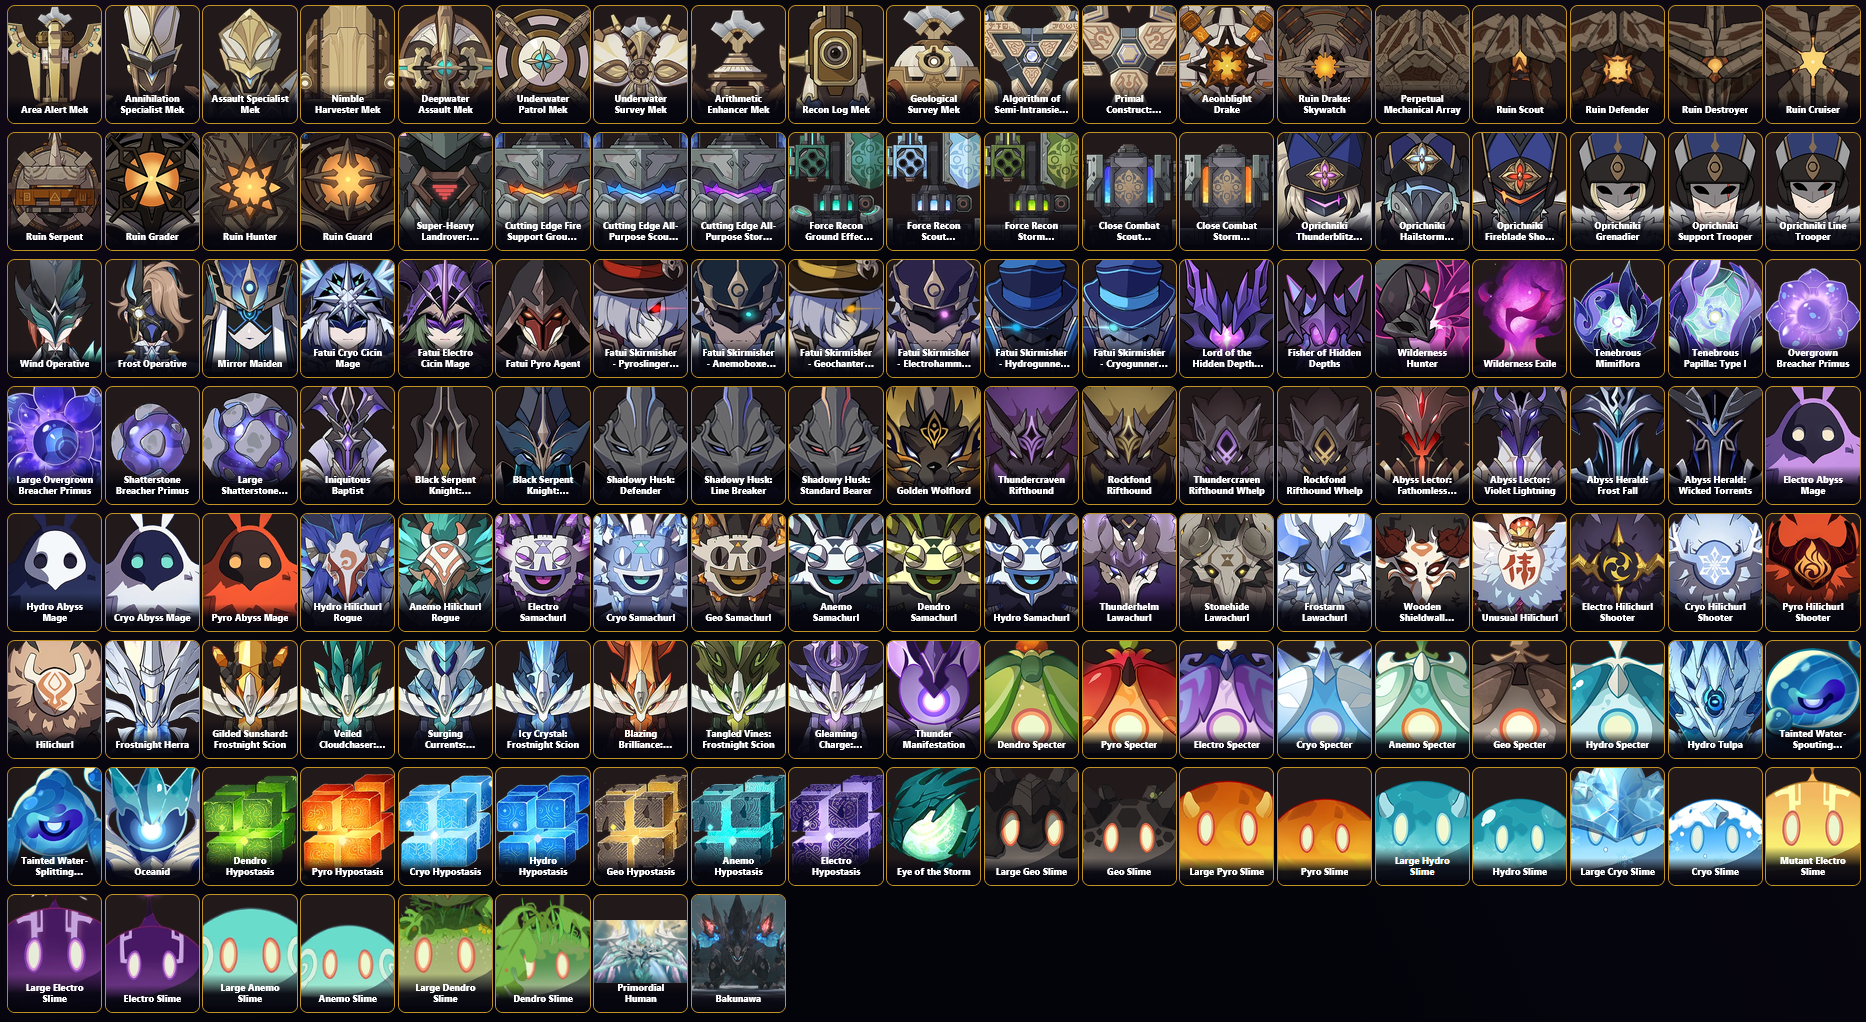 Area Alert Mek
Annihilation
Specialist Mek
Assault Specialist
Mek
Nimble
Harvester Mek
Deepwater
Assault Mek
Underwater
Patrol Mek
Underwater
Survey Mek
Arithmetic
Enhancer Mek
Recon Log Mek
Geological
Survey Mek
Algorithm of
Semi-Intransie...
Primal
Construct:...
Aeonblight
Drake
Ruin Drake:
Skywatch
Perpetual
Mechanical Array
Ruin Scout
Ruin Defender
Ruin Destroyer
Ruin Cruiser
Ruin Serpent
Ruin Grader
Ruin Hunter
Ruin Guard
Super-Heavy
Landrover:...
Cutting Edge Fire
Support Grou...
Cutting Edge All-
Purpose Scou...
Cutting Edge All-
Purpose Stor...
Force Recon
Ground Effec...
Force Recon
Scout...
Force Recon
Storm...
Close Combat
Scout...
Close Combat
Storm...
Oprichniki
Thunderblitz...
Oprichniki
Hailstorm...
Oprichniki
Fireblade Sho...
Oprichniki
Grenadier
Oprichniki
Support Trooper
Oprichniki Line
Trooper
Wind Operative
Frost Operative
Mirror Maiden
Fatui Cryo Cicin
Mage
Fatui Electro
Cicin Mage
Fatui Pyro Agent
Fatui Skirmisher
- Pyroslinger...
Fatui Skirmisher
- Anemoboxe...
Fatui Skirmisher
- Geochanter...
Fatui Skirmisher
- Electrohamm...
Fatui Skirmisher
- Hydrogunne...
Fatui Skirmisher
- Cryogunner...
Lord of the
Hidden Depth...
Fisher of Hidden
Depths
Wilderness
Hunter
Wilderness Exile
Tenebrous
Mimiflora
Tenebrous
Papilla: Type I
Overgrown
Breacher Primus
Large Overgrown
Breacher Primus
Shatterstone
Breacher Primus
Large
Shatterstone...
Iniquitous
Baptist
Black Serpent
Knight:...
Black Serpent
Knight:...
Shadowy Husk:
Defender
Shadowy Husk:
Line Breaker
Shadowy Husk:
Standard Bearer
Golden Wolflord
Thundercraven
Rifthound
Rockfond
Rifthound
Thundercraven
Rifthound Whelp
Rockfond
Rifthound Whelp
Abyss Lector:
Fathomless...
Abyss Lector:
Violet Lightning
Abyss Herald:
Frost Fall
Abyss Herald:
Wicked Torrents
Electro Abyss
Mage
Hydro Abyss
Mage
Cryo Abyss Mage
Pyro Abyss Mage
Hydro Hilichurl
Rogue
Anemo Hilichurl
Rogue
Electro
Samachurl
Cryo Samachurl
Geo Samachurl
Anemo
Samachurl
Dendro
Samachurl
Hydro Samachurl
Thunderhelm
Lawachurl
Stonehide
Lawachurl
Frostarm
Lawachurl
Wooden
Shieldwall...
伟
Unusual Hilichurl
Electro Hilichurl
Shooter
Cryo Hilichurl
Shooter
Pyro Hilichurl
Shooter
Hilichurl
Frostnight Herra
Gilded Sunshard:
Frostnight Scion
Veiled
Cloudchaser:...
Surging
Currents:...
Icy Crystal:
Frostnight Scion
Blazing
Brilliance:...
Tangled Vines:
Frostnight Scion
Gleaming
Charge:...
Thunder
Manifestation
Dendro Specter
Pyro Specter
Electro Specter
Cryo Specter
Anemo Specter
Geo Specter
Hydro Specter
Hydro Tulpa
Tainted Water-
Spouting...
Tainted Water-
Splitting...
Oceanid
Dendro
Hypostasis
Pyro Hypostasis
Cryo Hypostasis
Hydro
Hypostasis
Geo Hypostasis
Anemo
Hypostasis
Electro
Hypostasis
Eye of the Storm
Large Geo Slime
Geo Slime
Large Pyro Slime
Pyro Slime
Large Hydro
Slime
Hydro Slime
Large Cryo Slime
Cryo Slime
Mutant Electro
Slime
Large Electro
Slime
Electro Slime
Large Anemo
Slime
Anemo Slime
Large Dendro
Slime
Dendro Slime
Primordial
Human
Bakunawa